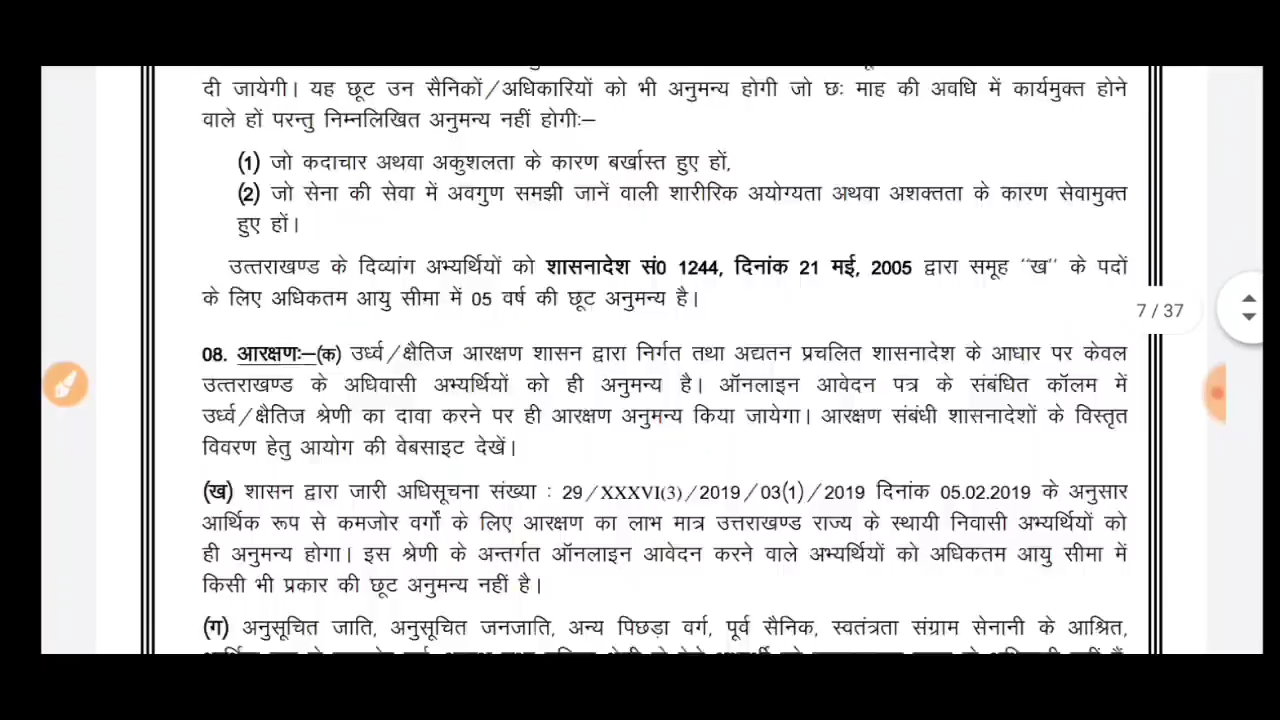 दी जायेगी। यह छूट उन सैनिकों/अधिकारियों को भी अनुमन्य होगी जो छः माह की अवधि में कार्यमुक्त होने
वाले हों परन्तु निम्नलिखित अनुमन्य नहीं होगीः–
(1) जो कदाचार अथवा अकुशलता के कारण बर्खास्त हुए हों,
(2) जो सेना की सेवा में अवगुण समझी जानें वाली शारीरिक अयोग्यता अथवा अशक्तता के कारण सेवामुक्त
हुए हों।
उत्तराखण्ड के दिव्यांग अभ्यर्थियों को शासनादेश सं0 1244, दिनांक 21 मई, 2005 द्वारा समूह ''ख'' के पदों
के लिए अधिकतम आयु सीमा में 05 वर्ष की छूट अनुमन्य है।
7 / 37
08. आरक्षणः–(क) उर्ध्व/क्षैतिज आरक्षण शासन द्वारा निर्गत तथा अद्यतन प्रचलित शासनादेश के आधार पर केवल
उत्तराखण्ड के अधिवासी अभ्यर्थियों को ही अनुमन्य है। ऑनलाइन आवेदन पत्र के संबंधित कॉलम में
उर्ध्व/क्षैतिज श्रेणी का दावा करने पर ही आरक्षण अनुमन्य किया जायेगा। आरक्षण संबंधी शासनादेशों के विस्तृत
विवरण हेतु आयोग की वेबसाइट देखें।
(ख) शासन द्वारा जारी अधिसूचना संख्या : 29/XXXVI(3)/2019/03(1)/2019 दिनांक 05.02.2019 के अनुसार
आर्थिक रूप से कमजोर वर्गों के लिए आरक्षण का लाभ मात्र उत्तराखण्ड राज्य के स्थायी निवासी अभ्यर्थियों को
ही अनुमन्य होगा। इस श्रेणी के अन्तर्गत ऑनलाइन आवेदन करने वाले अभ्यर्थियों को अधिकतम आयु सीमा में
किसी भी प्रकार की छूट अनुमन्य नहीं है।
(ग) अनुसूचित जाति, अनुसूचित जनजाति, अन्य पिछड़ा वर्ग, पूर्व सैनिक, स्वतंत्रता संग्राम सेनानी के आश्रित,